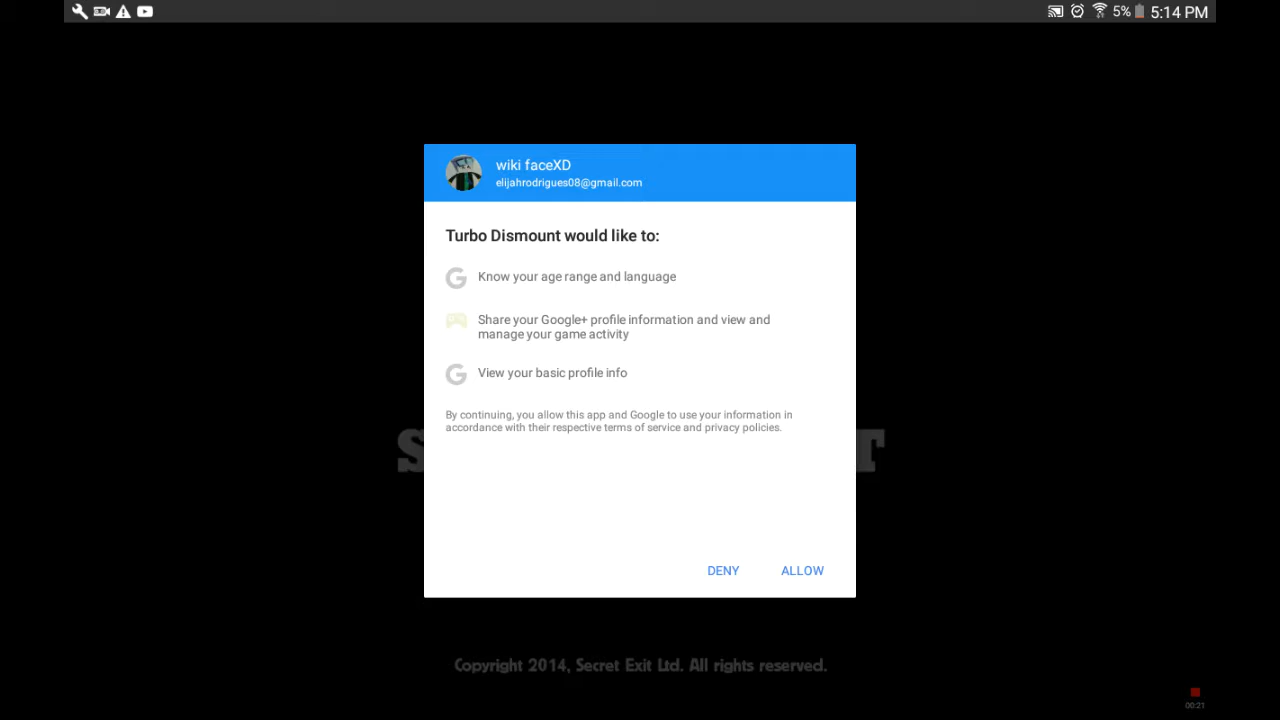 5% 5:14 PM
wiki faceXD
elijahrodrigues08@gmail.com
Turbo Dismount would like to:
Know your age range and language
Share your Google+ profile information and view and
manage your game activity
View your basic profile info
By continuing, you allow this app and Google to use your information in
accordance with their respective terms of service and privacy policies.
S T
DENY ALLOW
Copyright 2014, Secret Exit Ltd. All rights reserved.
00:21